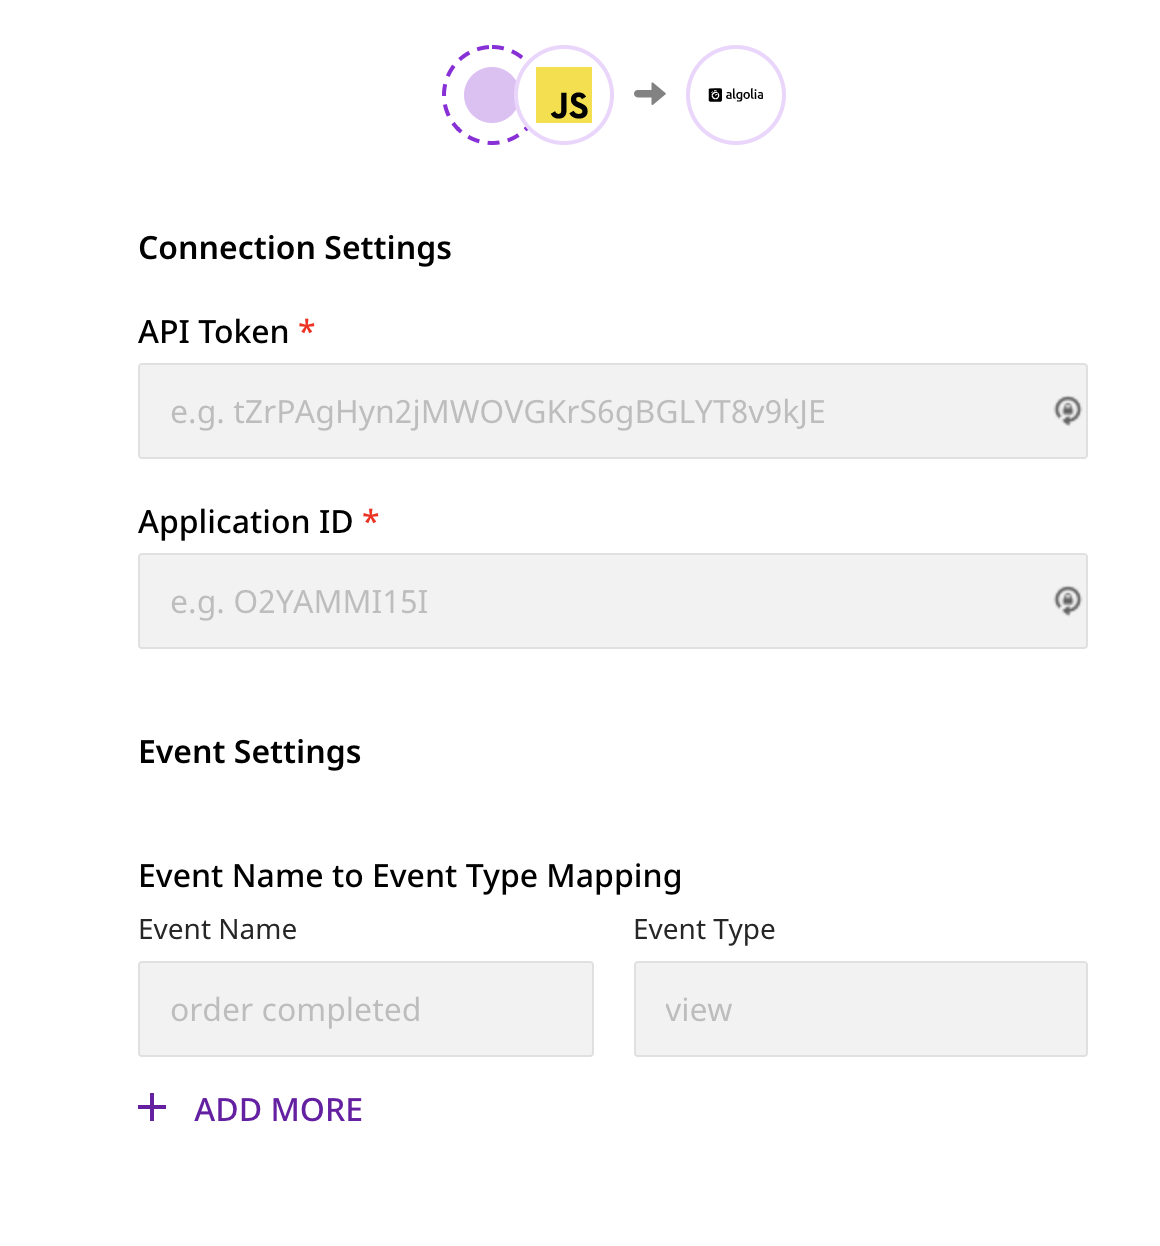 JS
algolia
Connection Settings
API Token *
e.g. tZrPAgHyn2jMWOVGKrS6gBGLYT8v9kJE
Application ID *
e.g. O2YAMMI15I
Event Settings
Event Name to Event Type Mapping
Event Name Event Type
order completed view
+ ADD MORE